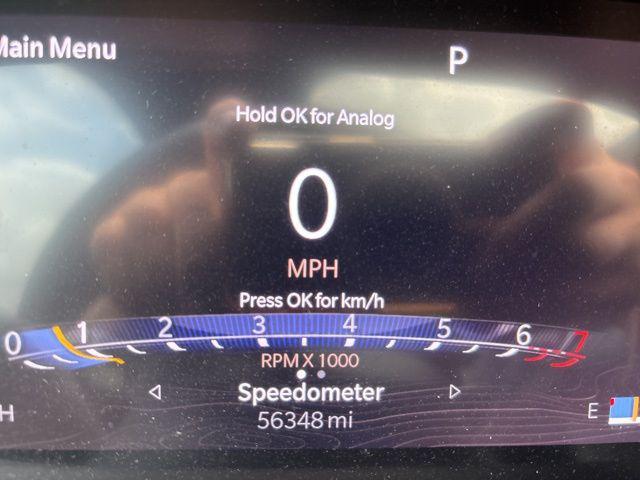 Main Menu
P
Hold OK for Analog
0
MPH
Press OK for km/h
0 1 2 3 4 5 6 7
RPM X 1000
Speedometer
56348 mi
H
E